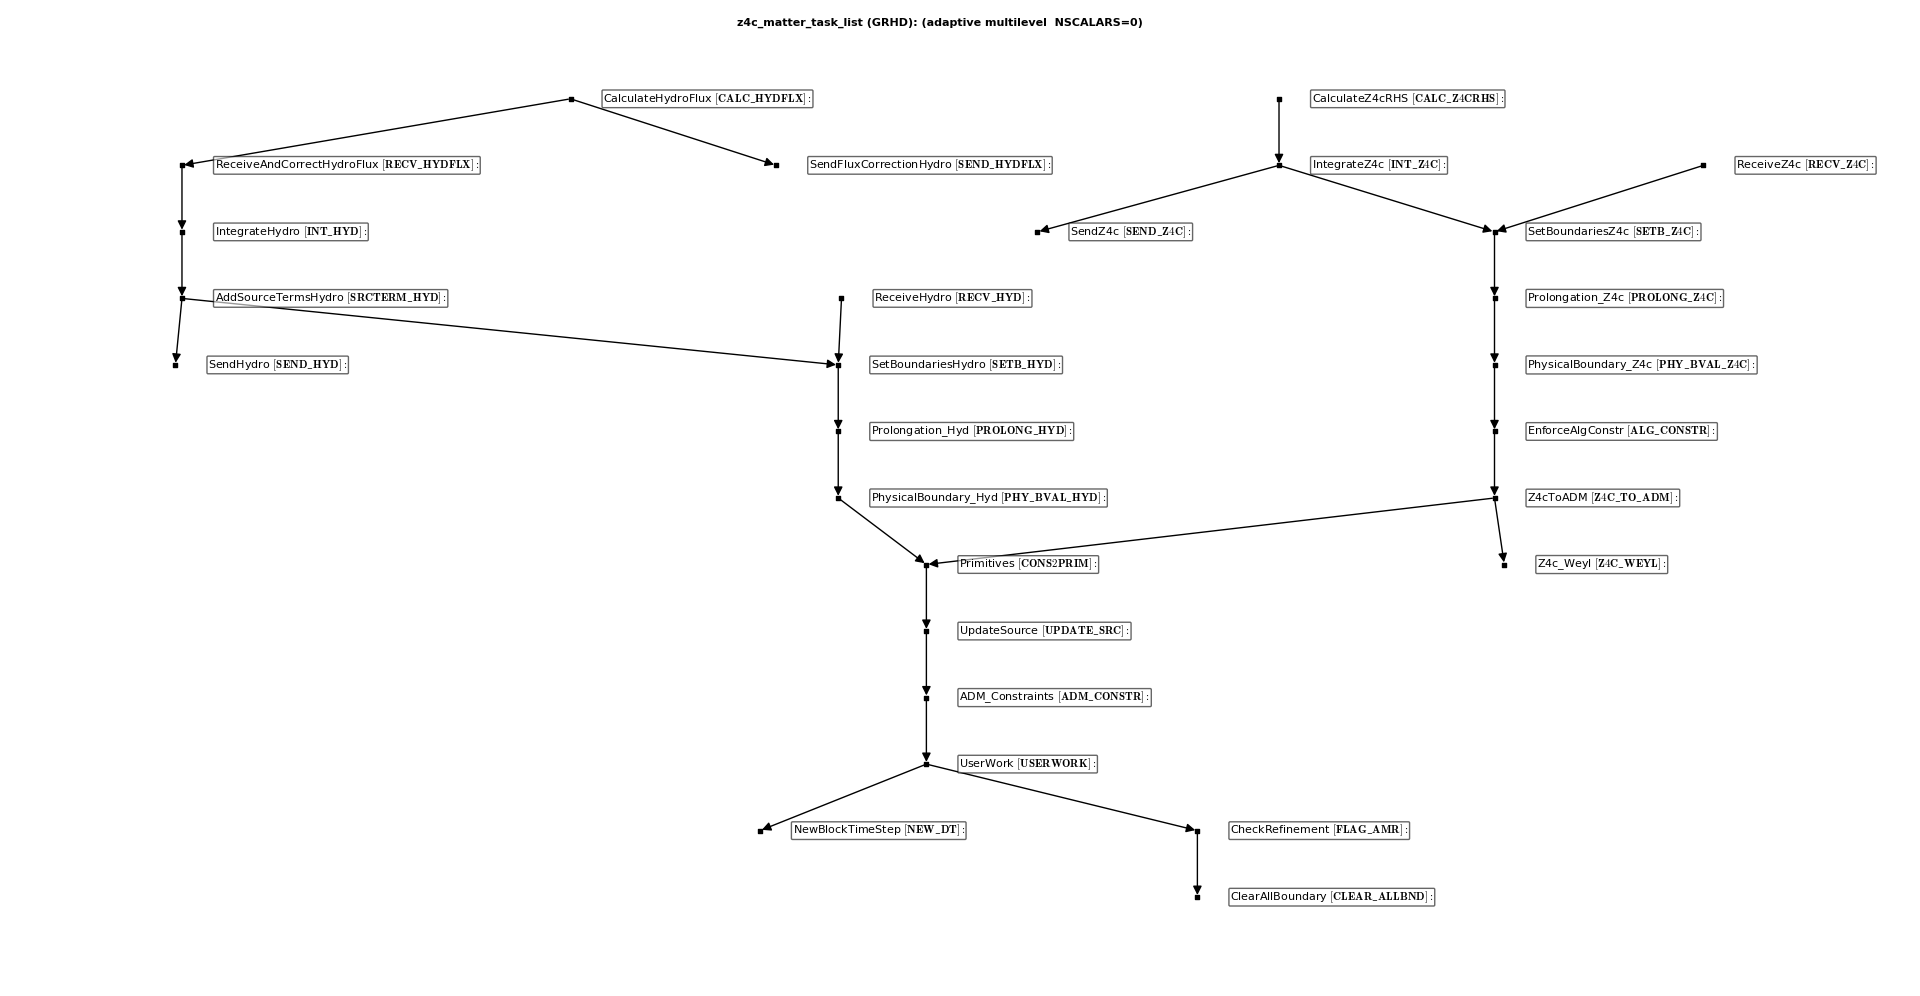 z4c_matter_task_list (GRHD): (adaptive multilevel  NSCALARS=0)
CalculateHydroFlux [CALC_HYDFLX]:
CalculateZ4cRHS [CALC_Z4CRHS]:
ReceiveAndCorrectHydroFlux [RECV_HYDFLX]:
SendFluxCorrectionHydro [SEND_HYDFLX]:
IntegrateZ4c [INT_Z4C]:
ReceiveZ4c [RECV_Z4C]:
IntegrateHydro [INT_HYD]:
SendZ4c [SEND_Z4C]:
SetBoundariesZ4c [SETB_Z4C]:
AddSourceTermsHydro [SRCTERM_HYD]:
ReceiveHydro [RECV_HYD]:
Prolongation_Z4c [PROLONG_Z4C]:
SendHydro [SEND_HYD]:
SetBoundariesHydro [SETB_HYD]:
PhysicalBoundary_Z4c [PHY_BVAL_Z4C]:
Prolongation_Hyd [PROLONG_HYD]:
EnforceAlgConstr [ALG_CONSTR]:
PhysicalBoundary_Hyd [PHY_BVAL_HYD]:
Z4cToADM [Z4C_TO_ADM]:
Primitives [CONS2PRIM]:
Z4c_Weyl [Z4C_WEYL]:
UpdateSource [UPDATE_SRC]:
ADM_Constraints [ADM_CONSTR]:
UserWork [USERWORK]:
NewBlockTimeStep [NEW_DT]:
CheckRefinement [FLAG_AMR]:
ClearAllBoundary [CLEAR_ALLBND]: